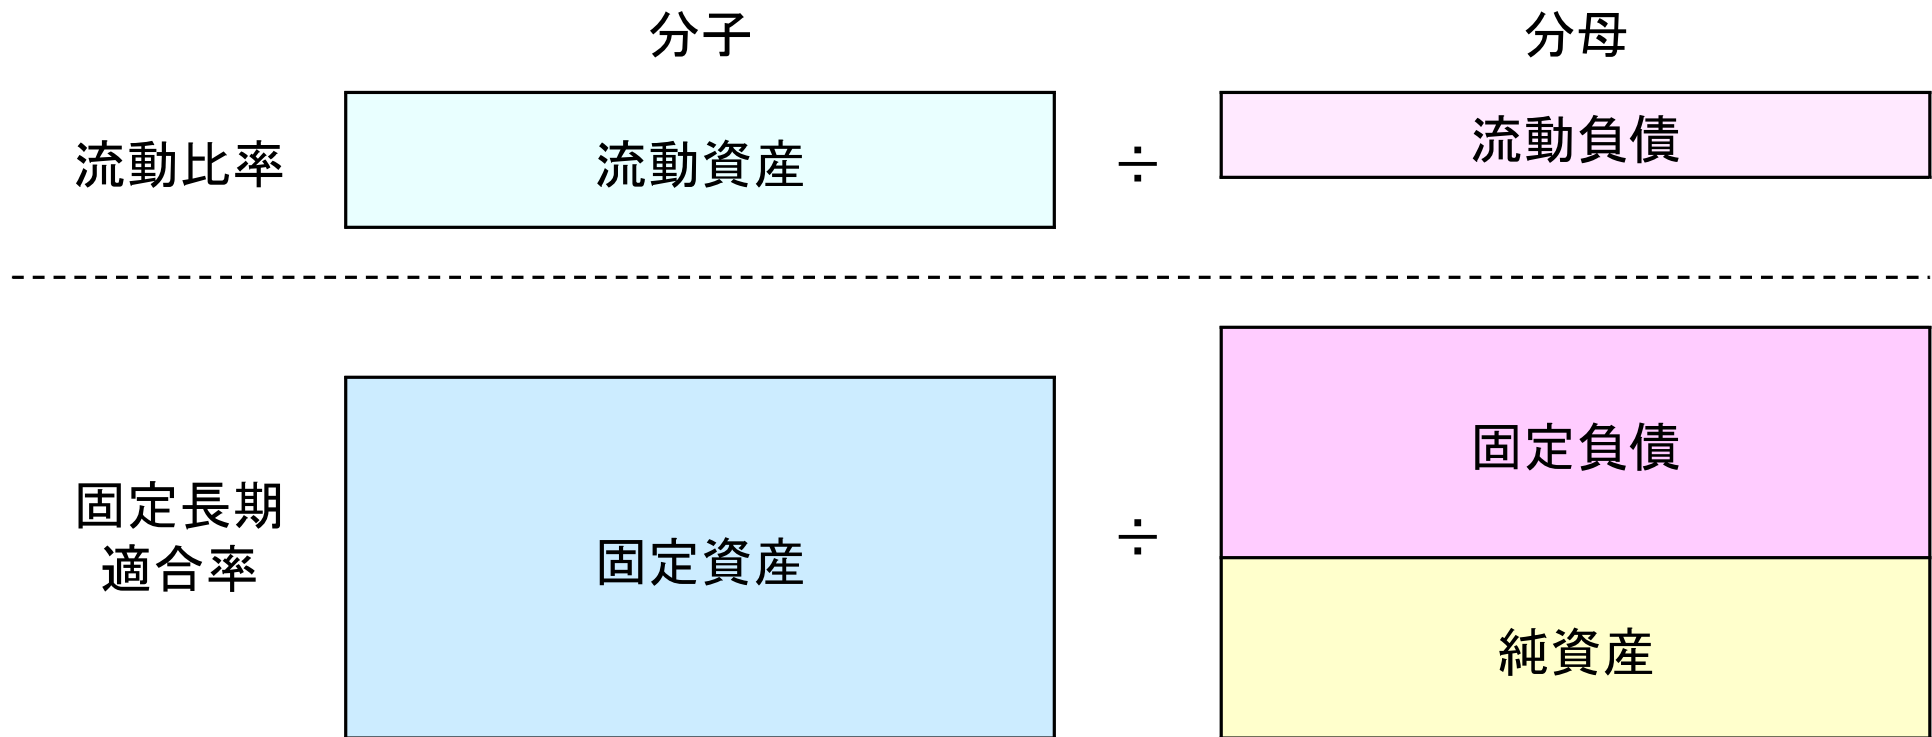 分子
分母
流動比率
流動資産
÷
流動負債
固定長期
適合率
固定資産
÷
固定負債
純資産